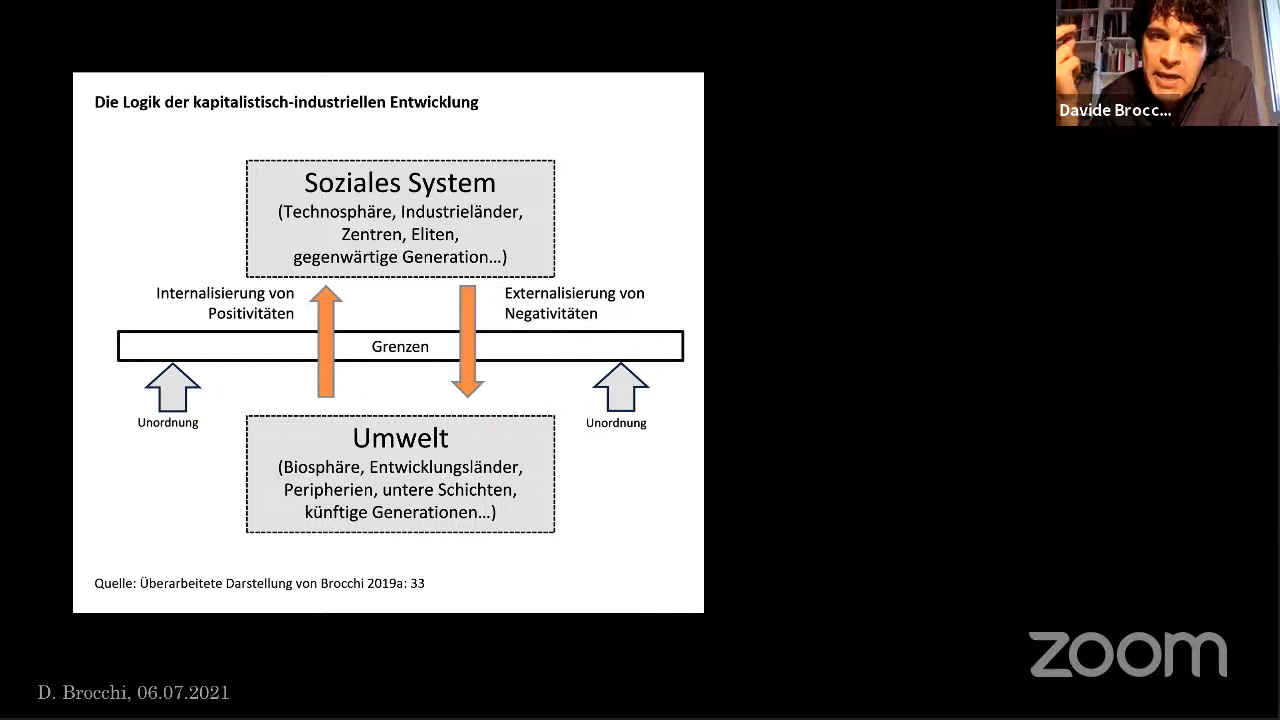 Die Logik der kapitalistisch-industriellen Entwicklung
Soziales System
(Technosphäre, Industrieländer,
Zentren, Eliten,
gegenwärtige Generation…)
Internalisierung von
Positivitäten
Externalisierung von
Negativitäten
Grenzen
Unordnung
Unordnung
Umwelt
(Biosphäre, Entwicklungsländer,
Peripherien, untere Schichten,
künftige Generationen…)
Quelle: Überarbeitete Darstellung von Brocchi 2019a: 33
Davide Brocc...
zoom
D. Brocchi, 06.07.2021